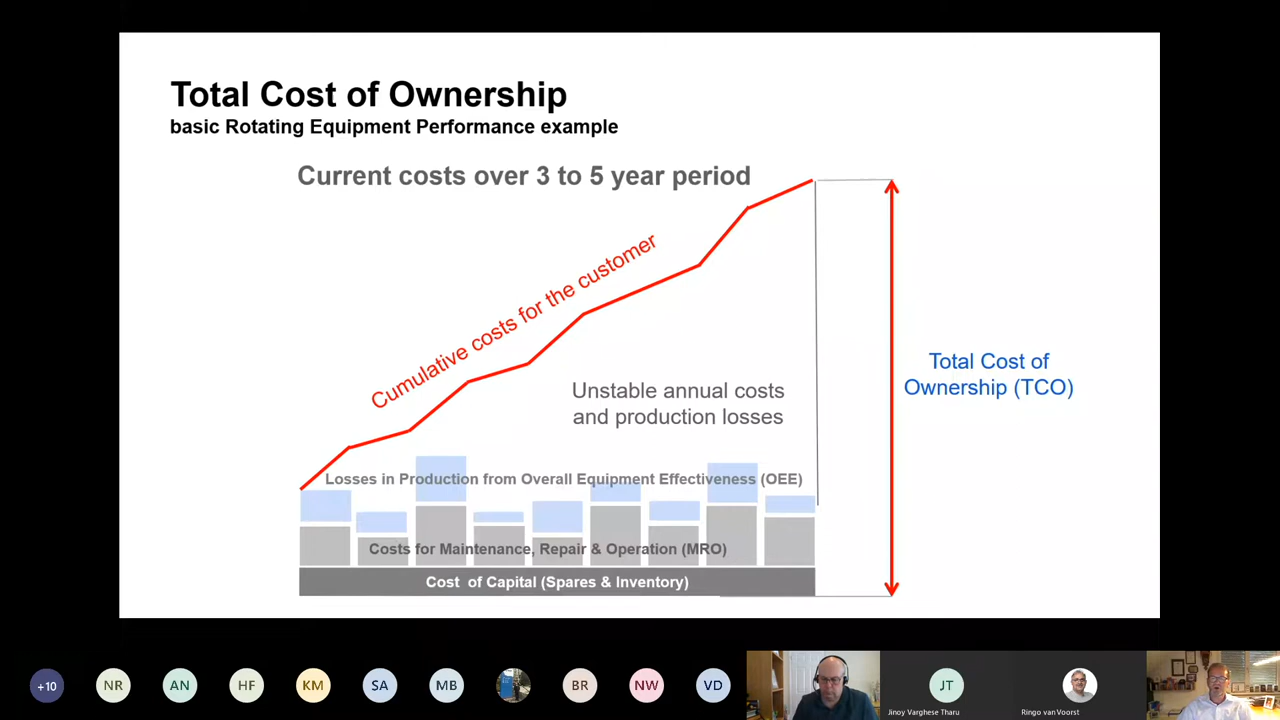 Total Cost of Ownership
basic Rotating Equipment Performance example
Current costs over 3 to 5 year period
Cumulative costs for the customer
Total Cost of
Ownership (TCO)
Unstable annual costs
and production losses
Losses in Production from Overall Equipment Effectiveness (OEE)
Costs for Maintenance, Repair & Operation (MRO)
Cost of Capital (Spares & Inventory)
+10
NR
AN
HF
KM
SA
MB
BR
NW
VD
JT
Jinoy Varghese Tharu
Ringo van Voorst